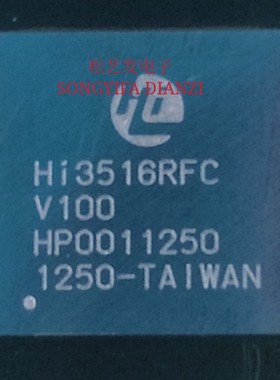 松艺发电子
SONGYIFA DIANZI
Hi3516RFC
V100
HP0011250
1250-TAIWAN